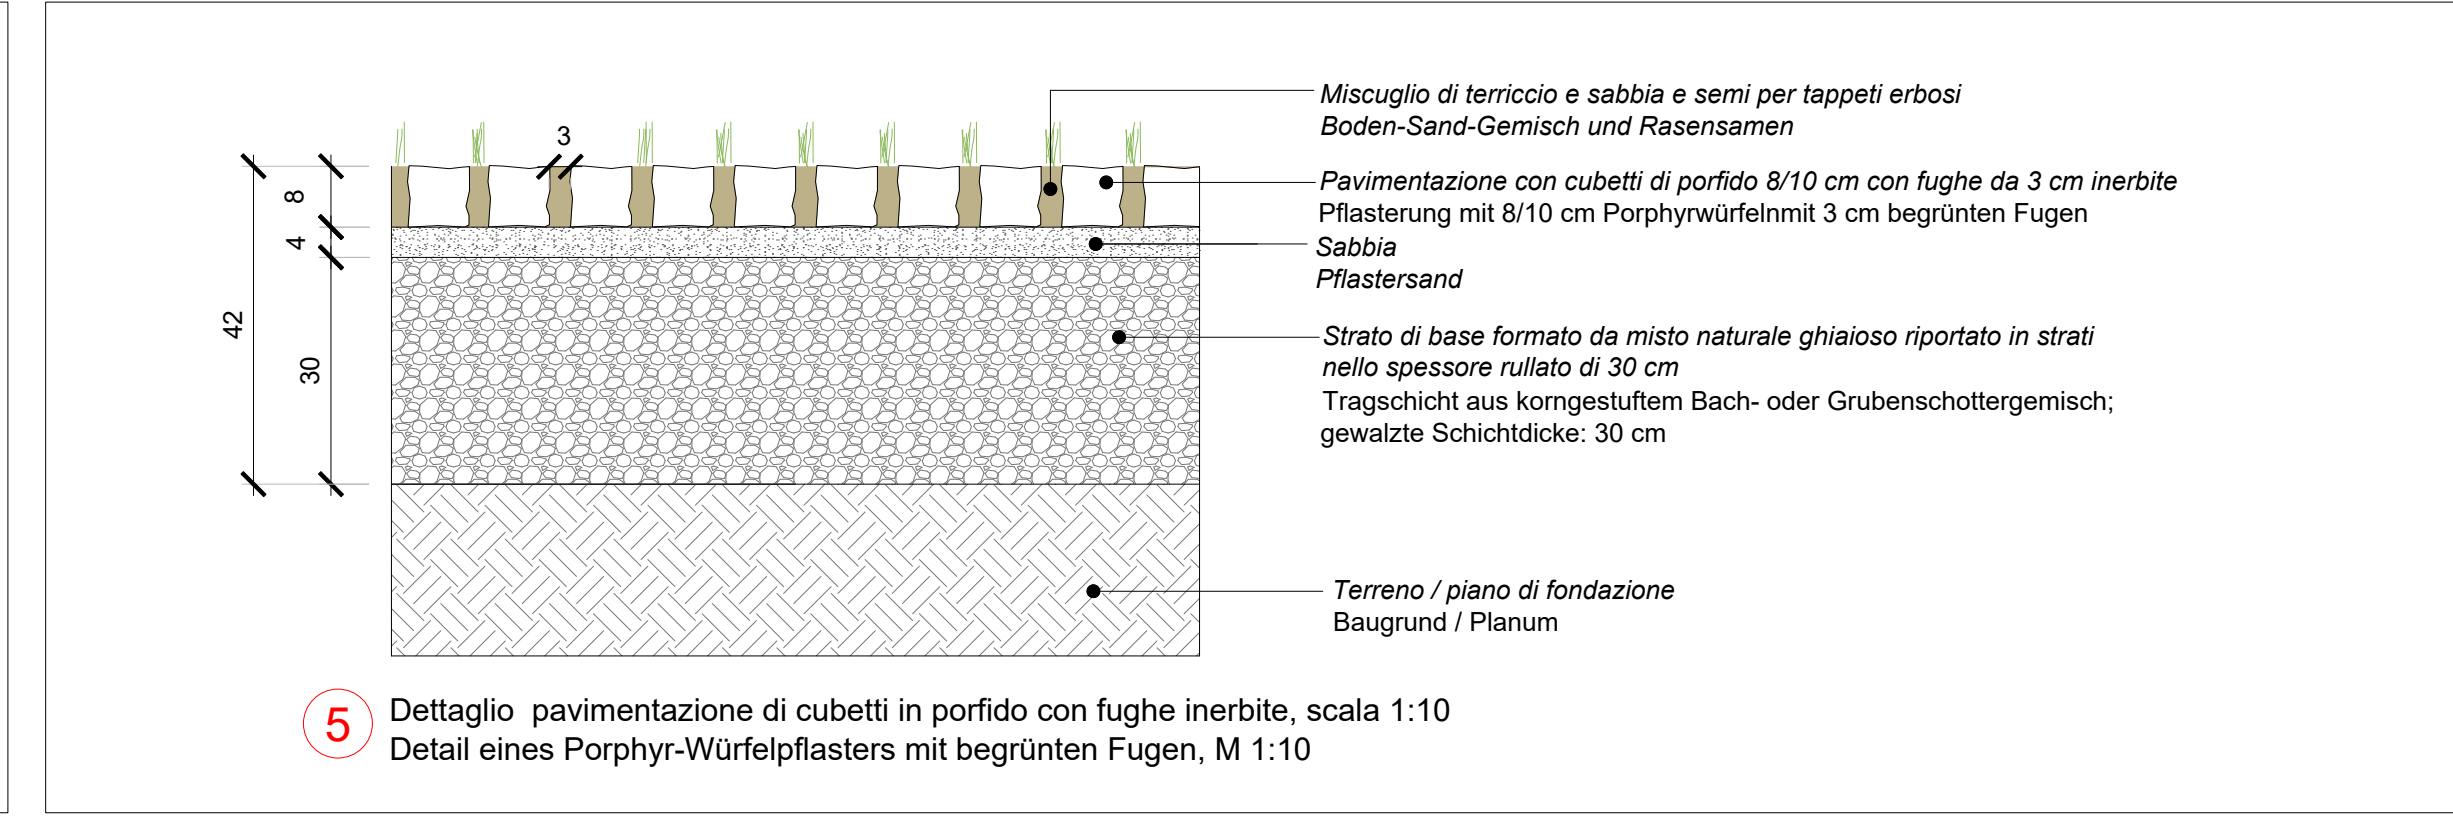 Miscuglio di terriccio e sabbia e semi per tappeti erbosi
Boden-Sand-Gemisch und Rasensamen
3
Pavimentazione con cubetti di porfido 8/10 cm con fughe da 3 cm inerbite
Pflasterung mit 8/10 cm Porphyrwürfelnmit 3 cm begrünten Fugen
8
4
Sabbia
Pflastersand
42
30
Strato di base formato da misto naturale ghiaioso riportato in strati
nello spessore rullato di 30 cm
Tragschicht aus korngestuftem Bach- oder Grubenschottergemisch;
gewalzte Schichtdicke: 30 cm
Terreno / piano di fondazione
Baugrund / Planum
5
Dettaglio  pavimentazione di cubetti in porfido con fughe inerbite, scala 1:10
Detail eines Porphyr-Würfelpflasters mit begrünten Fugen, M 1:10